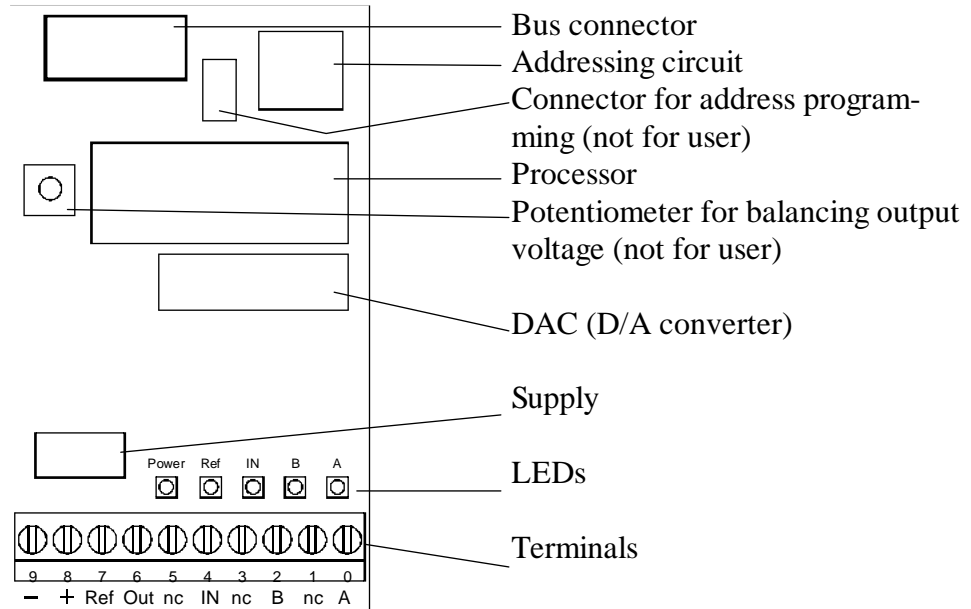 Bus connector
Addressing circuit
Connector for address program-
ming (not for user)
Processor
Potentiometer for balancing output
voltage (not for user)
DAC (D/A converter)
Supply
Power Ref IN B A
LEDs
Terminals
9 8 7 6 5 4 3 2 1 0
− + Ref Out nc IN nc B nc A